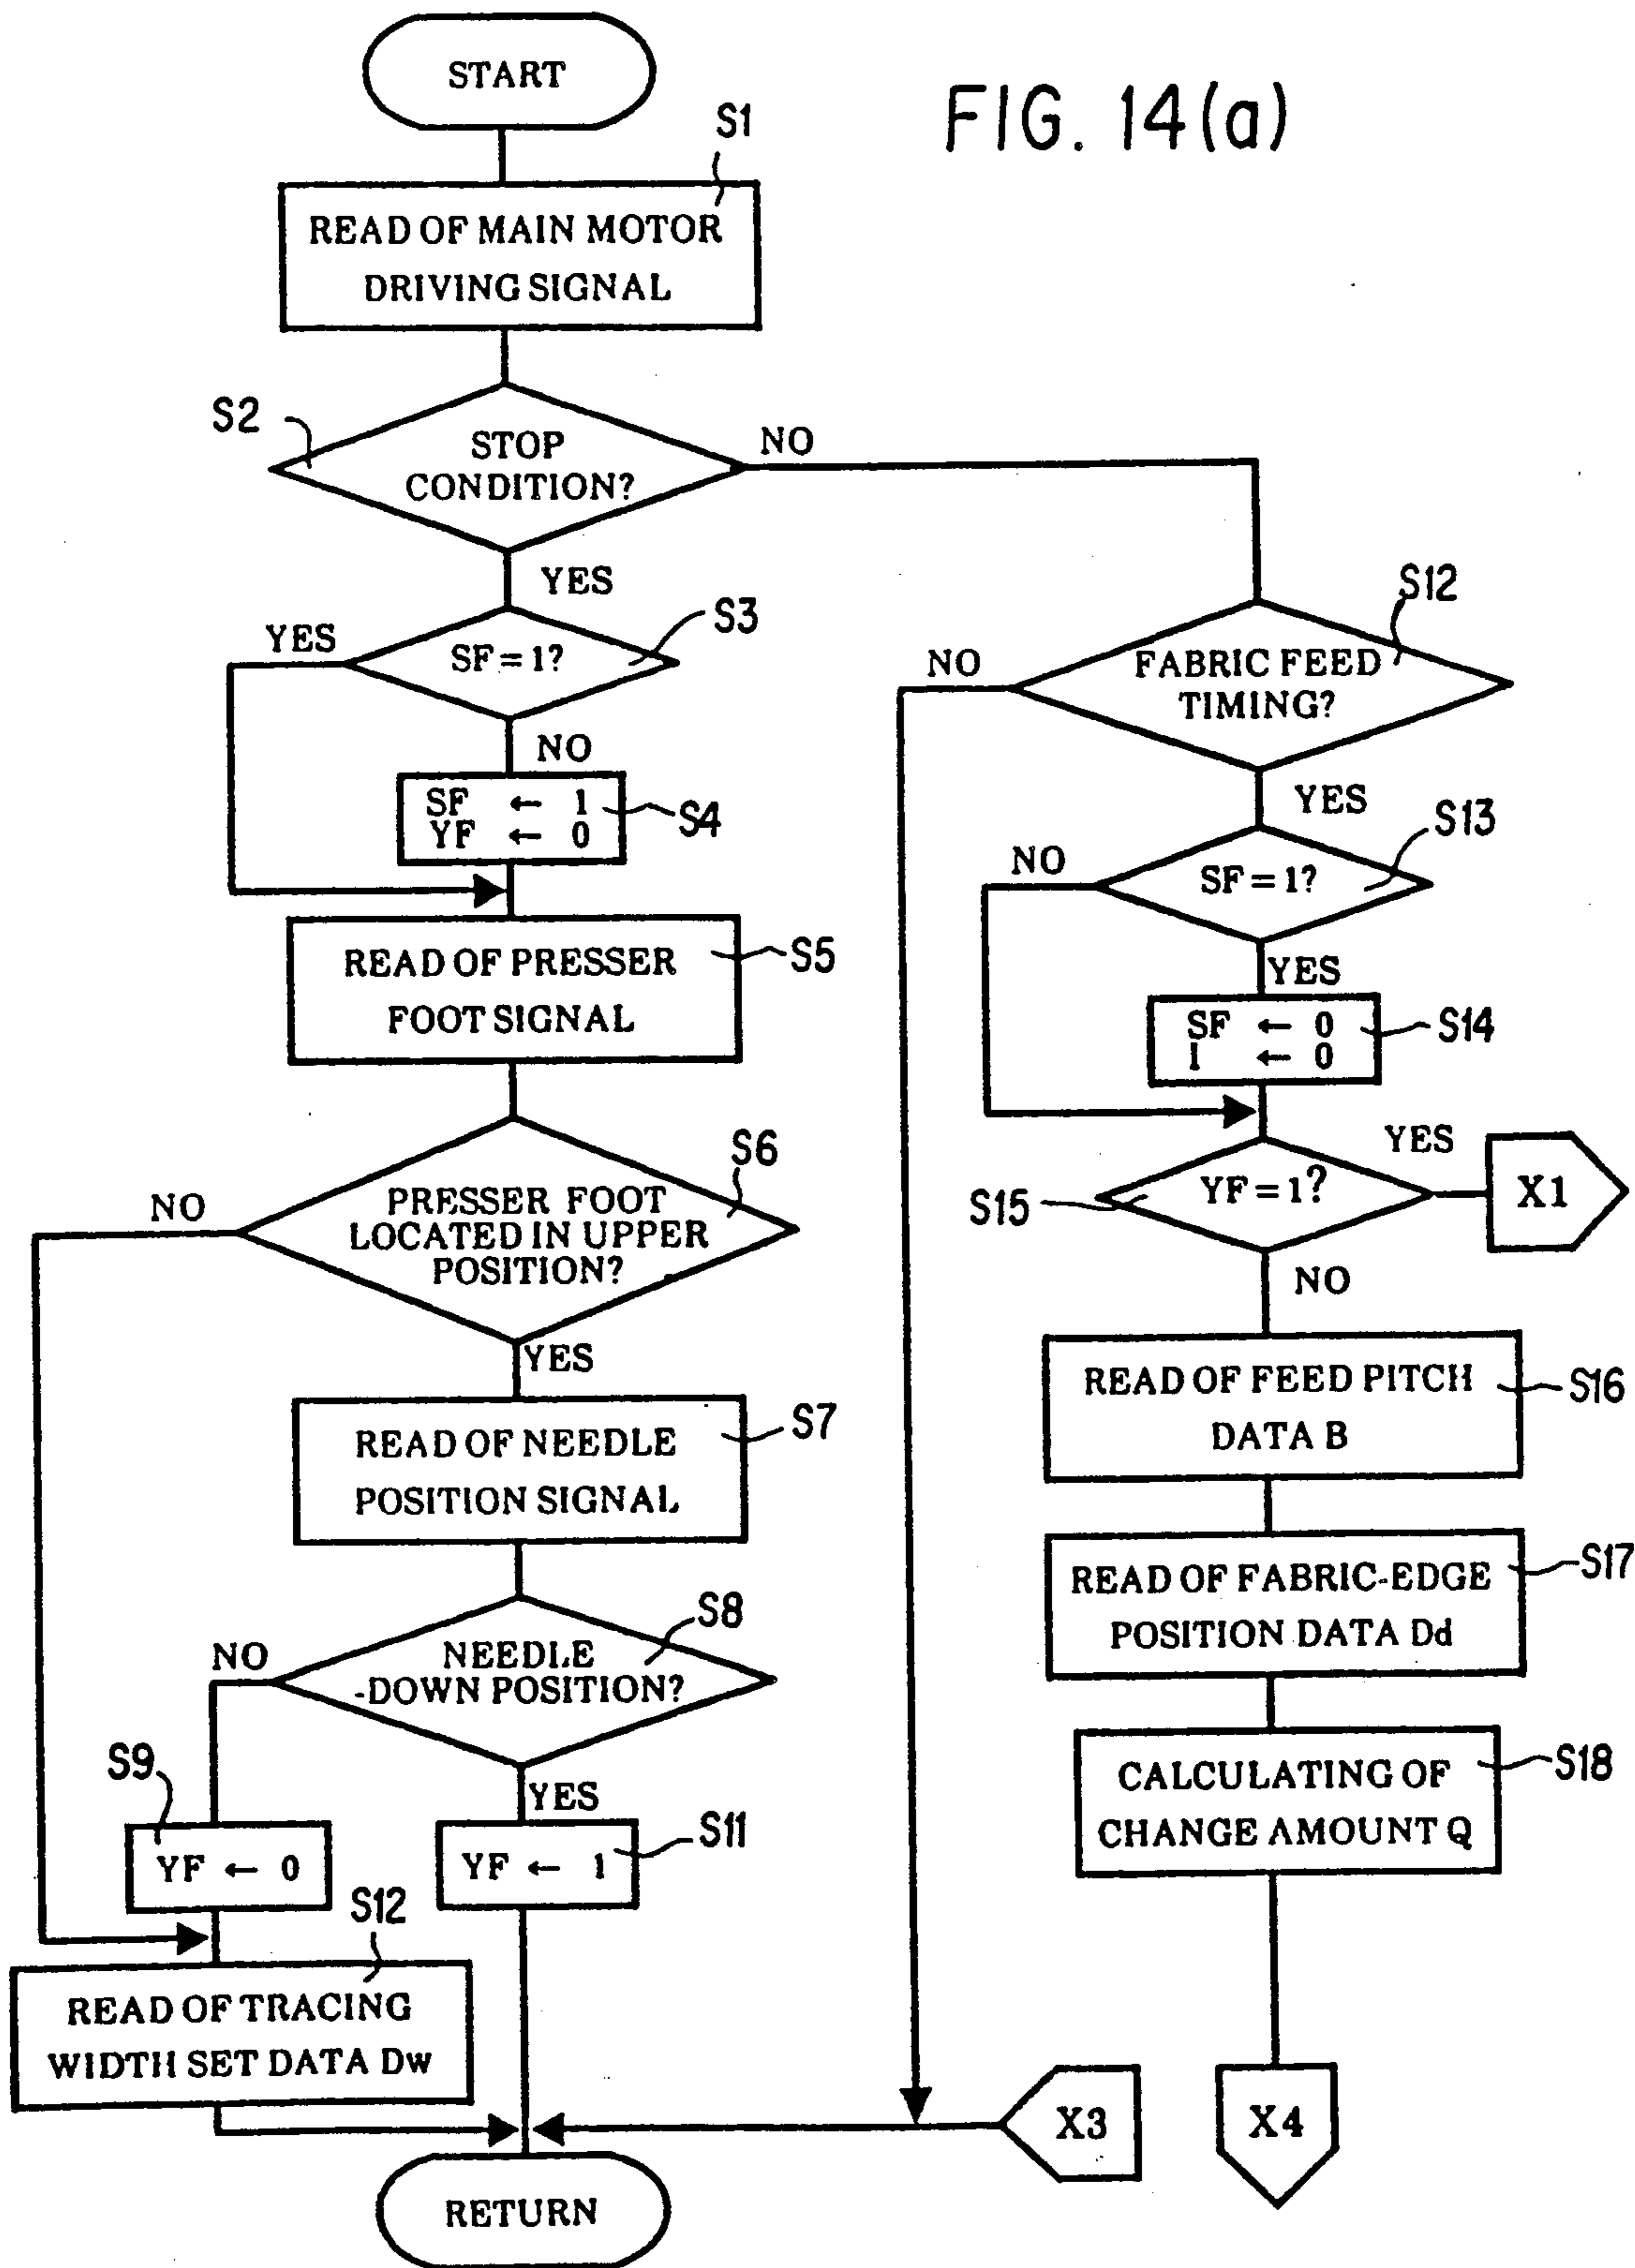 START
FIG. 14(a)
S1
READ OF MAIN MOTOR
DRIVING SIGNAL
S2
STOP
CONDITION?
NO
YES
S3
YES
SF = 1?
NO
SF ← 1
YF ← 0
S4
READ OF PRESSER
FOOT SIGNAL
S5
S6
NO
PRESSER FOOT
LOCATED IN UPPER
POSITION?
YES
READ OF NEEDLE
POSITION SIGNAL
S7
S8
NO
NEEDLE
-DOWN POSITION?
YES
S9
YF ← 0
YF ← 1
S11
S12
READ OF TRACING
WIDTH SET DATA Dw
RETURN
S12
NO
FABRIC FEED
TIMING?
YES
S13
NO
SF = 1?
YES
SF ← 0
I ← 0
S14
YES
S15
YF = 1?
X1
NO
READ OF FEED PITCH
DATA B
S16
READ OF FABRIC-EDGE
POSITION DATA Dd
S17
CALCULATING OF
CHANGE AMOUNT Q
S18
X3
X4